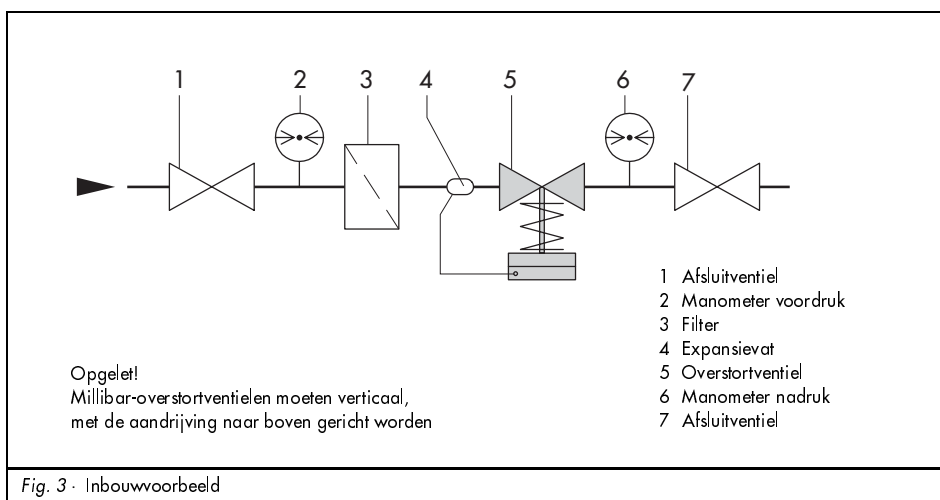 1 2 3 4 5 6 7
1 Afsluitventiel
2 Manometer voordruk
3 Filter
4 Expansievat
5 Overstortventiel
6 Manometer nadruk
7 Afsluitventiel
Opgelet!
Millibar-overstortventielen moeten verticaal,
met de aandrijving naar boven gericht worden
Fig. 3 · Inbouwvoorbeeld